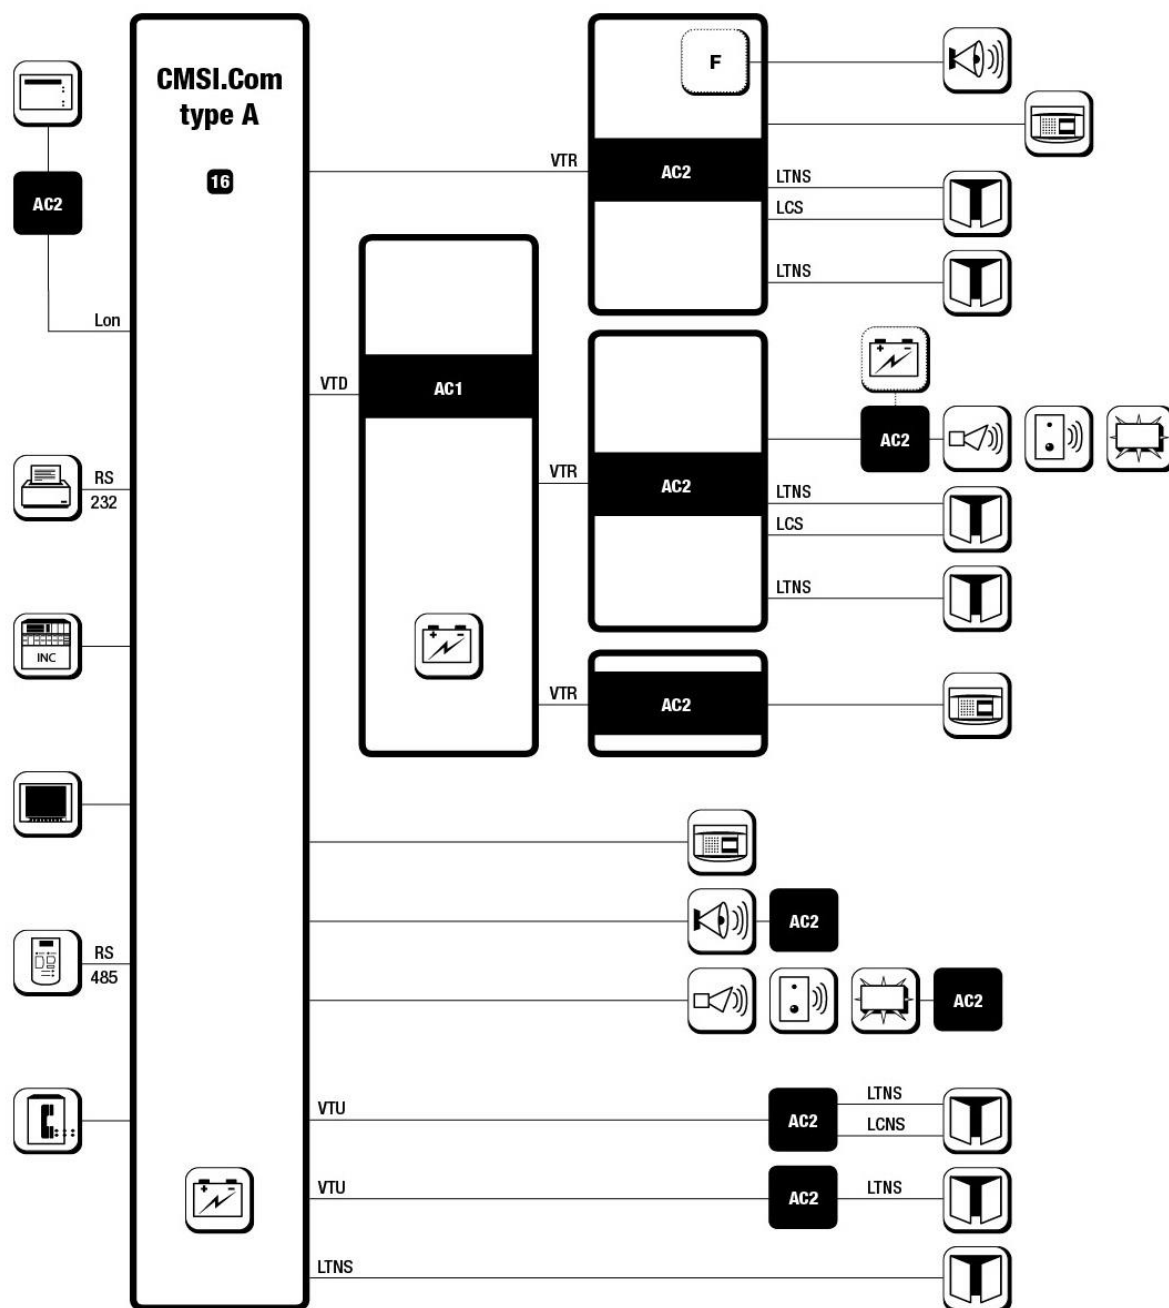 CMSI.Com
type A
16
F
VTR
AC2
LTNS
LCS
LTNS
AC2
Lon
VTD
AC1
AC2
VTR
AC2
LTNS
LCS
LTNS
RS
232
INC
VTR
AC2
AC2
RS
485
AC2
VTU
AC2
LTNS
LCNS
VTU
AC2
LTNS
LTNS